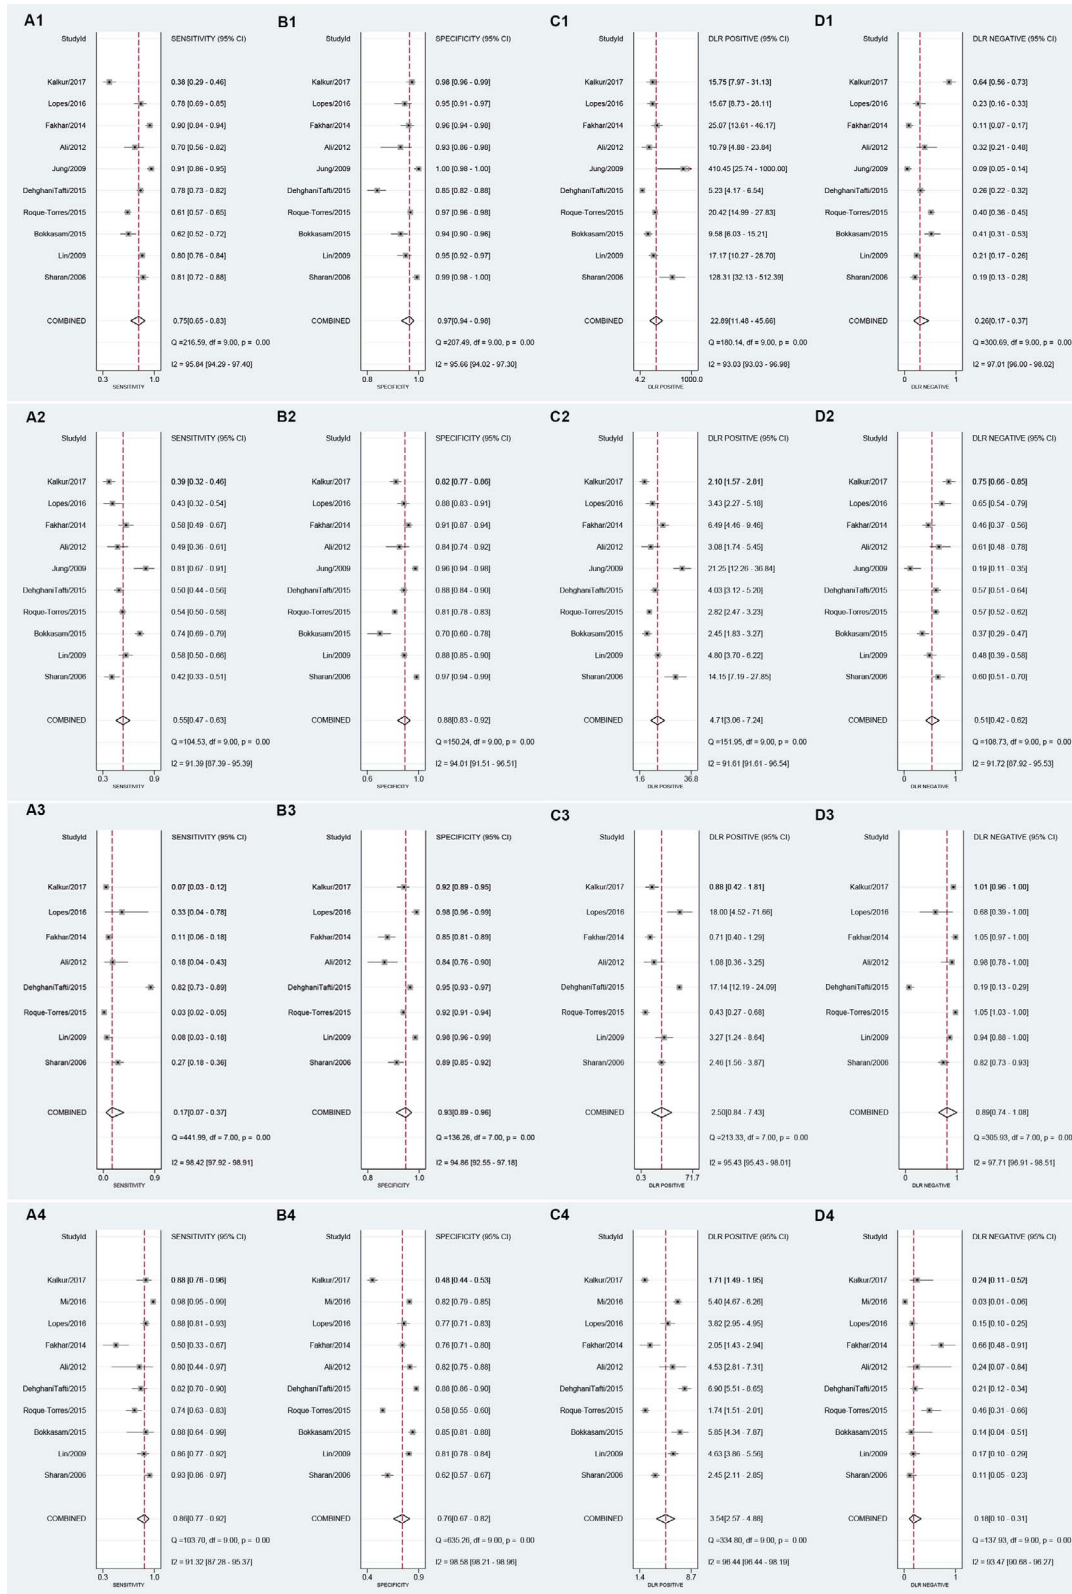 A1
StudyId SENSITIVITY (95% CI)
Kalkur/2017 0.38 [0.29 - 0.46]
Lopes/2016 0.78 [0.69 - 0.85]
Fakhar/2014 0.90 [0.84 - 0.94]
Ali/2012 0.70 [0.56 - 0.82]
Jung/2009 0.91 [0.86 - 0.95]
DehghaniTafti/2015 0.78 [0.73 - 0.82]
Roque-Torres/2015 0.61 [0.57 - 0.65]
Bokkasam/2015 0.62 [0.52 - 0.72]
Lin/2009 0.80 [0.76 - 0.84]
Sharan/2006 0.81 [0.72 - 0.88]
COMBINED 0.75[0.65 - 0.83]
Q =216.59, df = 9.00, p = 0.00
I2 = 95.84 [94.29 - 97.40]
0.3 1.0
SENSITIVITY
B1
StudyId SPECIFICITY (95% CI)
Kalkur/2017 0.98 [0.96 - 0.99]
Lopes/2016 0.95 [0.91 - 0.97]
Fakhar/2014 0.96 [0.94 - 0.98]
Ali/2012 0.93 [0.86 - 0.98]
Jung/2009 1.00 [0.98 - 1.00]
DehghaniTafti/2015 0.85 [0.82 - 0.88]
Roque-Torres/2015 0.97 [0.96 - 0.98]
Bokkasam/2015 0.94 [0.90 - 0.96]
Lin/2009 0.95 [0.92 - 0.97]
Sharan/2006 0.99 [0.98 - 1.00]
COMBINED 0.97[0.94 - 0.98]
Q =207.49, df = 9.00, p = 0.00
I2 = 95.66 [94.02 - 97.30]
0.8 1.0
SPECIFICITY
C1
StudyId DLR POSITIVE (95% CI)
Kalkur/2017 15.75 [7.97 - 31.13]
Lopes/2016 15.67 [8.73 - 28.11]
Fakhar/2014 25.07 [13.61 - 46.17]
Ali/2012 10.79 [4.88 - 23.84]
Jung/2009 410.45 [25.74 - 1000.00]
DehghaniTafti/2015 5.23 [4.17 - 6.54]
Roque-Torres/2015 20.42 [14.99 - 27.83]
Bokkasam/2015 9.58 [6.03 - 15.21]
Lin/2009 17.17 [10.27 - 28.70]
Sharan/2006 128.31 [32.13 - 512.39]
COMBINED 22.89[11.48 - 45.66]
Q =180.14, df = 9.00, p = 0.00
I2 = 93.03 [93.03 - 96.98]
4.2 1000.0
DLR POSITIVE
D1
StudyId DLR NEGATIVE (95% CI)
Kalkur/2017 0.64 [0.56 - 0.73]
Lopes/2016 0.23 [0.16 - 0.33]
Fakhar/2014 0.11 [0.07 - 0.17]
Ali/2012 0.32 [0.21 - 0.48]
Jung/2009 0.09 [0.05 - 0.14]
DehghaniTafti/2015 0.26 [0.22 - 0.32]
Roque-Torres/2015 0.40 [0.36 - 0.45]
Bokkasam/2015 0.41 [0.31 - 0.53]
Lin/2009 0.21 [0.17 - 0.26]
Sharan/2006 0.19 [0.13 - 0.28]
COMBINED 0.26[0.17 - 0.37]
Q =300.69, df = 9.00, p = 0.00
I2 = 97.01 [96.00 - 98.02]
0 1
DLR NEGATIVE
A2
StudyId SENSITIVITY (95% CI)
Kalkur/2017 0.39 [0.32 - 0.46]
Lopes/2016 0.43 [0.32 - 0.54]
Fakhar/2014 0.58 [0.49 - 0.67]
Ali/2012 0.49 [0.36 - 0.61]
Jung/2009 0.81 [0.67 - 0.91]
DehghaniTafti/2015 0.50 [0.44 - 0.56]
Roque-Torres/2015 0.54 [0.50 - 0.58]
Bokkasam/2015 0.74 [0.69 - 0.79]
Lin/2009 0.58 [0.50 - 0.66]
Sharan/2006 0.42 [0.33 - 0.51]
COMBINED 0.55[0.47 - 0.63]
Q =104.53, df = 9.00, p = 0.00
I2 = 91.39 [87.39 - 95.39]
0.3 0.9
SENSITIVITY
B2
StudyId SPECIFICITY (95% CI)
Kalkur/2017 0.82 [0.77 - 0.86]
Lopes/2016 0.88 [0.83 - 0.91]
Fakhar/2014 0.91 [0.87 - 0.94]
Ali/2012 0.84 [0.74 - 0.92]
Jung/2009 0.96 [0.94 - 0.98]
DehghaniTafti/2015 0.88 [0.84 - 0.90]
Roque-Torres/2015 0.81 [0.78 - 0.83]
Bokkasam/2015 0.70 [0.60 - 0.78]
Lin/2009 0.88 [0.85 - 0.90]
Sharan/2006 0.97 [0.94 - 0.99]
COMBINED 0.88[0.83 - 0.92]
Q =150.24, df = 9.00, p = 0.00
I2 = 94.01 [91.51 - 96.51]
0.6 1.0
SPECIFICITY
C2
StudyId DLR POSITIVE (95% CI)
Kalkur/2017 2.10 [1.57 - 2.81]
Lopes/2016 3.43 [2.27 - 5.18]
Fakhar/2014 6.49 [4.46 - 9.46]
Ali/2012 3.08 [1.74 - 5.45]
Jung/2009 21.25 [12.26 - 36.84]
DehghaniTafti/2015 4.03 [3.12 - 5.20]
Roque-Torres/2015 2.82 [2.47 - 3.23]
Bokkasam/2015 2.45 [1.83 - 3.27]
Lin/2009 4.80 [3.70 - 6.22]
Sharan/2006 14.15 [7.19 - 27.85]
COMBINED 4.71[3.06 - 7.24]
Q =151.95, df = 9.00, p = 0.00
I2 = 91.61 [91.61 - 96.54]
1.6 36.8
DLR POSITIVE
D2
StudyId DLR NEGATIVE (95% CI)
Kalkur/2017 0.75 [0.66 - 0.85]
Lopes/2016 0.65 [0.54 - 0.79]
Fakhar/2014 0.46 [0.37 - 0.56]
Ali/2012 0.61 [0.48 - 0.78]
Jung/2009 0.19 [0.11 - 0.35]
DehghaniTafti/2015 0.57 [0.51 - 0.64]
Roque-Torres/2015 0.57 [0.52 - 0.62]
Bokkasam/2015 0.37 [0.29 - 0.47]
Lin/2009 0.48 [0.39 - 0.58]
Sharan/2006 0.60 [0.51 - 0.70]
COMBINED 0.51[0.42 - 0.62]
Q =108.73, df = 9.00, p = 0.00
I2 = 91.72 [87.92 - 95.53]
0 1
DLR NEGATIVE
A3
StudyId SENSITIVITY (95% CI)
Kalkur/2017 0.07 [0.03 - 0.12]
Lopes/2016 0.33 [0.04 - 0.78]
Fakhar/2014 0.11 [0.06 - 0.18]
Ali/2012 0.18 [0.04 - 0.43]
DehghaniTafti/2015 0.82 [0.73 - 0.89]
Roque-Torres/2015 0.03 [0.02 - 0.05]
Lin/2009 0.08 [0.03 - 0.18]
Sharan/2006 0.27 [0.18 - 0.36]
COMBINED 0.17[0.07 - 0.37]
Q =441.99, df = 7.00, p = 0.00
I2 = 98.42 [97.92 - 98.91]
0.0 0.9
SENSITIVITY
B3
StudyId SPECIFICITY (95% CI)
Kalkur/2017 0.92 [0.89 - 0.95]
Lopes/2016 0.98 [0.96 - 0.99]
Fakhar/2014 0.85 [0.81 - 0.89]
Ali/2012 0.84 [0.76 - 0.90]
DehghaniTafti/2015 0.95 [0.93 - 0.97]
Roque-Torres/2015 0.92 [0.91 - 0.94]
Lin/2009 0.98 [0.96 - 0.99]
Sharan/2006 0.89 [0.85 - 0.92]
COMBINED 0.93[0.89 - 0.96]
Q =136.26, df = 7.00, p = 0.00
I2 = 94.86 [92.55 - 97.18]
0.8 1.0
SPECIFICITY
C3
StudyId DLR POSITIVE (95% CI)
Kalkur/2017 0.88 [0.42 - 1.81]
Lopes/2016 18.00 [4.52 - 71.66]
Fakhar/2014 0.71 [0.40 - 1.29]
Ali/2012 1.08 [0.36 - 3.25]
DehghaniTafti/2015 17.14 [12.19 - 24.09]
Roque-Torres/2015 0.43 [0.27 - 0.68]
Lin/2009 3.27 [1.24 - 8.64]
Sharan/2006 2.46 [1.56 - 3.87]
COMBINED 2.50[0.84 - 7.43]
Q =213.33, df = 7.00, p = 0.00
I2 = 95.43 [95.43 - 98.01]
0.3 71.7
DLR POSITIVE
D3
StudyId DLR NEGATIVE (95% CI)
Kalkur/2017 1.01 [0.96 - 1.00]
Lopes/2016 0.68 [0.39 - 1.00]
Fakhar/2014 1.05 [0.97 - 1.00]
Ali/2012 0.98 [0.78 - 1.00]
DehghaniTafti/2015 0.19 [0.13 - 0.29]
Roque-Torres/2015 1.05 [1.03 - 1.00]
Lin/2009 0.94 [0.88 - 1.00]
Sharan/2006 0.82 [0.73 - 0.93]
COMBINED 0.89[0.74 - 1.08]
Q =305.93, df = 7.00, p = 0.00
I2 = 97.71 [96.91 - 98.51]
0 1
DLR NEGATIVE
A4
StudyId SENSITIVITY (95% CI)
Kalkur/2017 0.88 [0.76 - 0.96]
Mi/2016 0.98 [0.95 - 0.99]
Lopes/2016 0.88 [0.81 - 0.93]
Fakhar/2014 0.50 [0.33 - 0.67]
Ali/2012 0.80 [0.44 - 0.97]
DehghaniTafti/2015 0.82 [0.70 - 0.90]
Roque-Torres/2015 0.74 [0.63 - 0.83]
Bokkasam/2015 0.88 [0.64 - 0.99]
Lin/2009 0.86 [0.77 - 0.92]
Sharan/2006 0.93 [0.86 - 0.97]
COMBINED 0.86[0.77 - 0.92]
Q =103.70, df = 9.00, p = 0.00
I2 = 91.32 [87.28 - 95.37]
0.4 1.0
SENSITIVITY
B4
StudyId SPECIFICITY (95% CI)
Kalkur/2017 0.48 [0.44 - 0.53]
Mi/2016 0.82 [0.79 - 0.85]
Lopes/2016 0.77 [0.71 - 0.83]
Fakhar/2014 0.76 [0.71 - 0.80]
Ali/2012 0.82 [0.75 - 0.88]
DehghaniTafti/2015 0.88 [0.86 - 0.90]
Roque-Torres/2015 0.58 [0.55 - 0.60]
Bokkasam/2015 0.85 [0.81 - 0.88]
Lin/2009 0.81 [0.78 - 0.84]
Sharan/2006 0.62 [0.57 - 0.67]
COMBINED 0.76[0.67 - 0.82]
Q =635.26, df = 9.00, p = 0.00
I2 = 98.58 [98.21 - 98.96]
0.4 0.9
SPECIFICITY
C4
StudyId DLR POSITIVE (95% CI)
Kalkur/2017 1.71 [1.49 - 1.95]
Mi/2016 5.40 [4.67 - 6.26]
Lopes/2016 3.82 [2.95 - 4.95]
Fakhar/2014 2.05 [1.43 - 2.94]
Ali/2012 4.53 [2.81 - 7.31]
DehghaniTafti/2015 6.90 [5.51 - 8.65]
Roque-Torres/2015 1.74 [1.51 - 2.01]
Bokkasam/2015 5.85 [4.34 - 7.87]
Lin/2009 4.63 [3.86 - 5.56]
Sharan/2006 2.45 [2.11 - 2.85]
COMBINED 3.54[2.57 - 4.88]
Q =334.80, df = 9.00, p = 0.00
I2 = 96.44 [96.44 - 98.19]
1.4 8.7
DLR POSITIVE
D4
StudyId DLR NEGATIVE (95% CI)
Kalkur/2017 0.24 [0.11 - 0.52]
Mi/2016 0.03 [0.01 - 0.06]
Lopes/2016 0.15 [0.10 - 0.25]
Fakhar/2014 0.66 [0.48 - 0.91]
Ali/2012 0.24 [0.07 - 0.84]
DehghaniTafti/2015 0.21 [0.12 - 0.34]
Roque-Torres/2015 0.46 [0.31 - 0.66]
Bokkasam/2015 0.14 [0.04 - 0.51]
Lin/2009 0.17 [0.10 - 0.29]
Sharan/2006 0.11 [0.05 - 0.23]
COMBINED 0.18[0.10 - 0.31]
Q =137.93, df = 9.00, p = 0.00
I2 = 93.47 [90.68 - 96.27]
0 1
DLR NEGATIVE